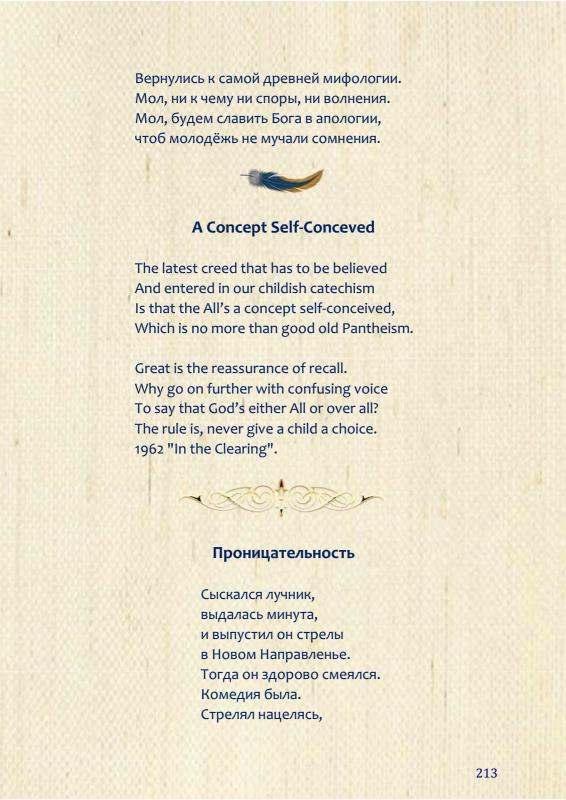 Вернулись к самой древней мифологии.
Мол, ни к чему ни споры, ни волнения.
Мол, будем славить Бога в апологии,
чтоб молодёжь не мучали сомнения.
A Concept Self-Conceved
The latest creed that has to be believed
And entered in our childish catechism
Is that the All's a concept self-conceived,
Which is no more than good old Pantheism.
Great is the reassurance of recall.
Why go on further with confusing voice
To say that God's either All or over all?
The rule is, never give a child a choice.
1962 "In the Clearing".
Проницательность
Сыскался лучник,
выдалась минута,
и выпустил он стрелы
в Новом Направленье.
Тогда он здорово смеялся.
Комедия была.
Стрелял нацелясь,
213